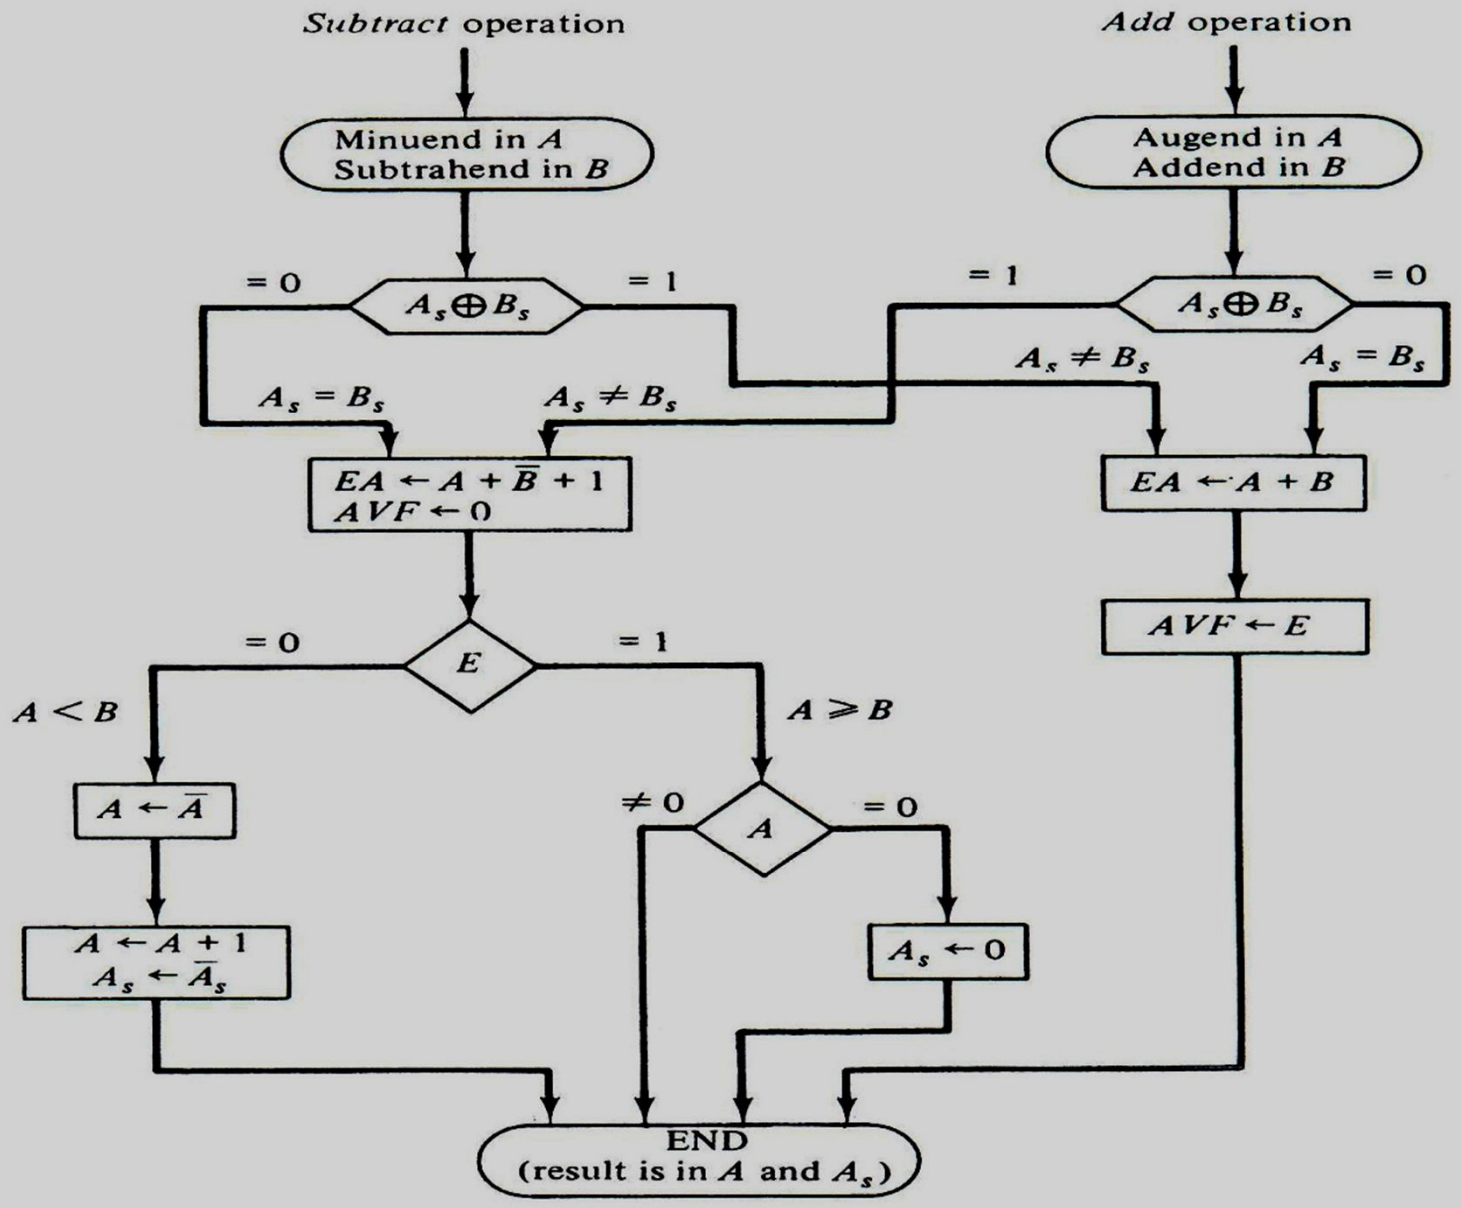 Subtract operation
Add operation
Minuend in A
Subtrahend in B
Augend in A
Addend in B
= 0
A_s ⊕ B_s
= 1
= 1
A_s ⊕ B_s
= 0
A_s = B_s
A_s ≠ B_s
A_s ≠ B_s
A_s = B_s
EA ← A + B̅ + 1
AVF ← 0
EA ← A + B
AVF ← E
= 0
E
= 1
A < B
A ⩾ B
A ← A̅
≠ 0
A
= 0
A ← A + 1
A_s ← A̅_s
A_s ← 0
END
(result is in A and A_s)